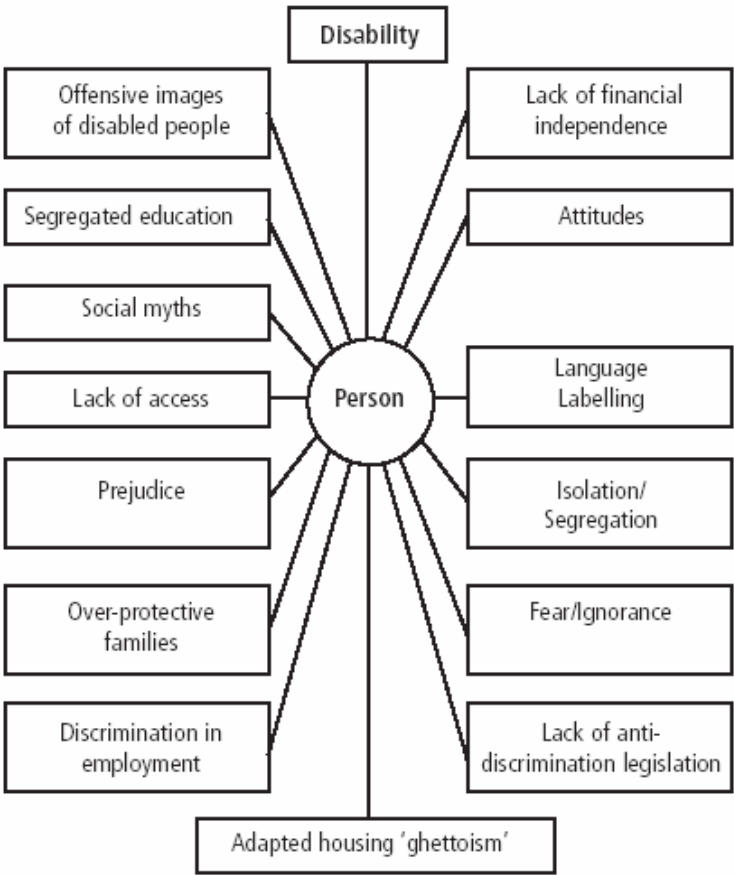 Disability
Offensive images
of disabled people
Segregated education
Social myths
Lack of access
Prejudice
Over-protective
families
Discrimination in
employment
Person
Lack of financial
independence
Attitudes
Language
Labelling
Isolation/
Segregation
Fear/Ignorance
Lack of anti-
discrimination legislation
Adapted housing ‘ghettoism’